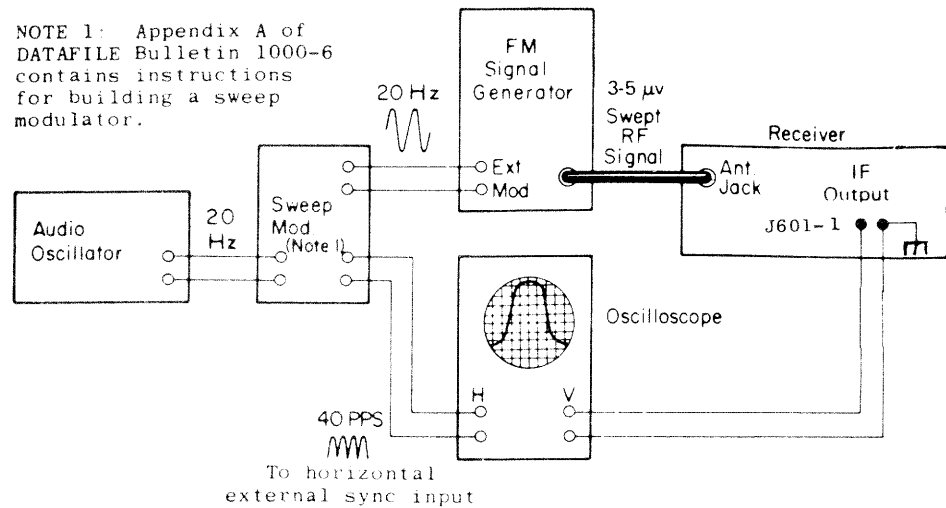 NOTE 1: Appendix A of
DATAFILE Bulletin 1000-6
contains instructions
for building a sweep
modulator.
FM
Signal
Generator
20 Hz
3-5 μv
Swept
RF
Signal
Receiver
Ext
Mod
Ant.
Jack
IF
Output
J601-1
Audio
Oscillator
20
Hz
Sweep
Mod
(Note 1)
Oscilloscope
H
V
40 PPS
To horizontal
external sync input